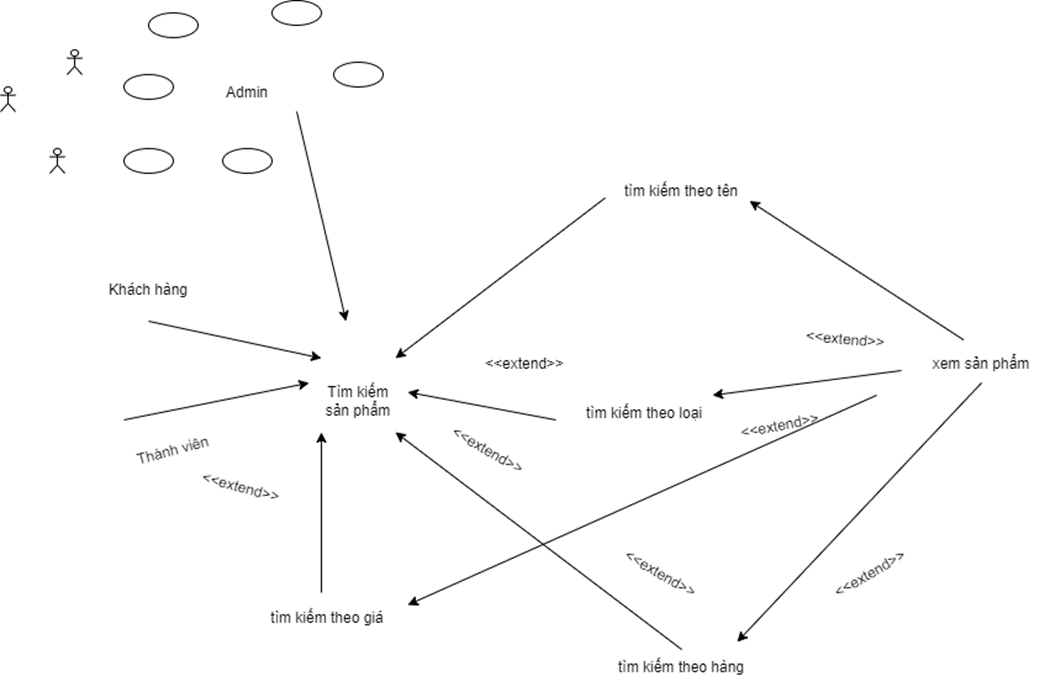 Admin
tìm kiếm theo tên
Khách hàng
<<extend>>
<<extend>>
xem sản phẩm
Tìm kiếm
sản phẩm
tìm kiếm theo loại
<<extend>>
<<extend>>
Thành viên
<<extend>>
<<extend>>
<<extend>>
tìm kiếm theo giá
tìm kiếm theo hàng